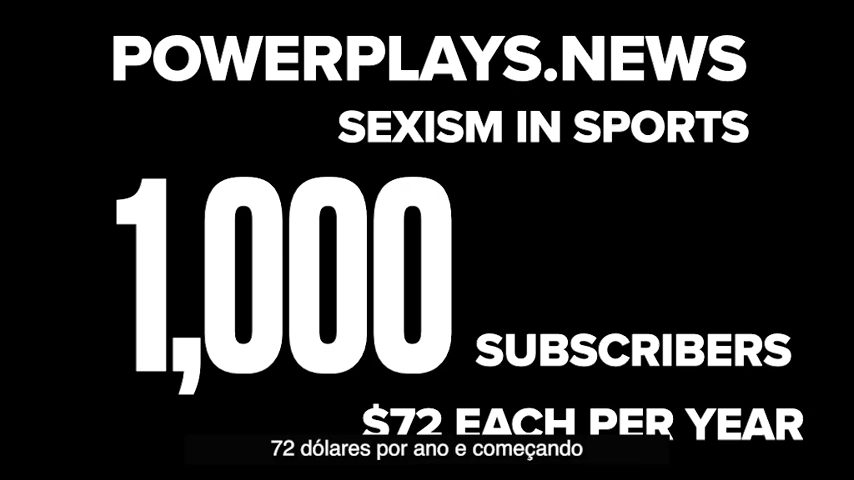 POWERPLAYS.NEWS
SEXISM IN SPORTS
1,000
SUBSCRIBERS
$72 EACH PER YEAR
72 dólares por ano e começando